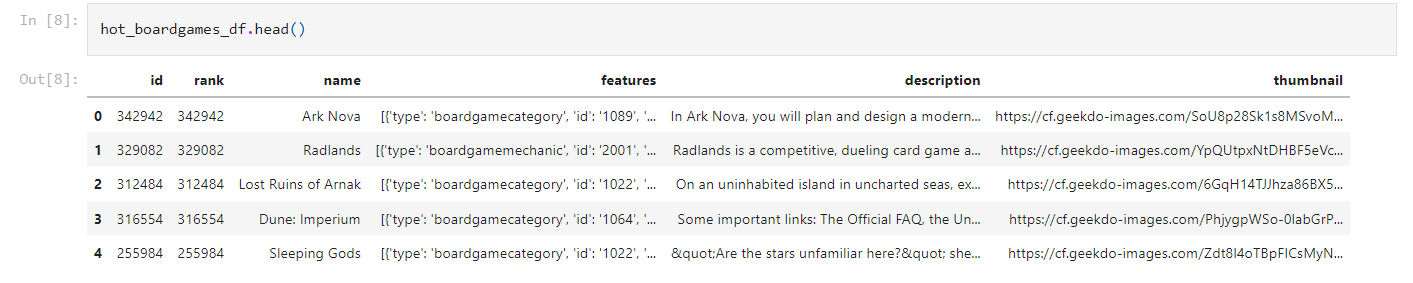 In [8]: hot_boardgames_df.head()
Out[8]: id rank name features description thumbnail
0 342942 342942 Ark Nova [{'type': 'boardgamecategory', 'id': '1089', '... In Ark Nova, you will plan and design a modern... https://cf.geekdo-images.com/SoU8p28Sk1s8MSvoM...
1 329082 329082 Radlands [{'type': 'boardgamemechanic', 'id': '2001', '... Radlands is a competitive, dueling card game a... https://cf.geekdo-images.com/YpQUtpxNtDHBF5eVc...
2 312484 312484 Lost Ruins of Arnak [{'type': 'boardgamecategory', 'id': '1022', '... On an uninhabited island in uncharted seas, ex... https://cf.geekdo-images.com/6GqH14TJJhza86BX5...
3 316554 316554 Dune: Imperium [{'type': 'boardgamecategory', 'id': '1064', '... Some important links: The Official FAQ, the Un... https://cf.geekdo-images.com/PhjygpWSo-0labGrP...
4 255984 255984 Sleeping Gods [{'type': 'boardgamecategory', 'id': '1022', '... &quot;Are the stars unfamiliar here?&quot; she... https://cf.geekdo-images.com/Zdt8I4oTBpFICsMyN...